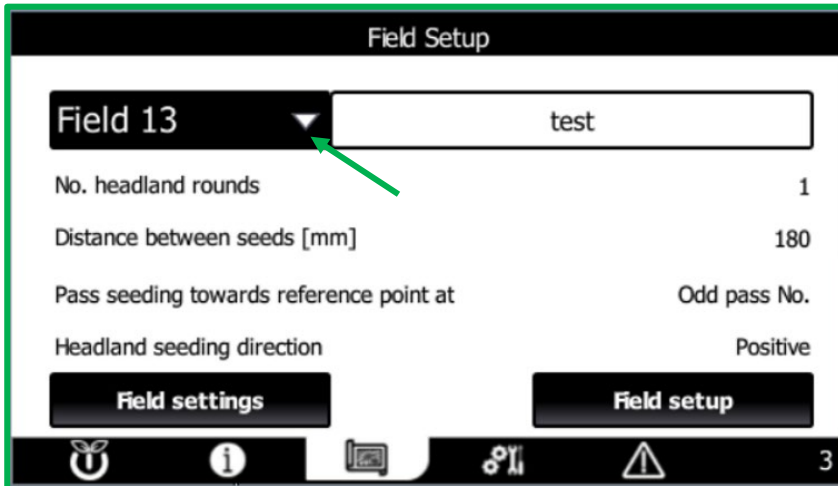 Field Setup
Field 13
test
No. headland rounds 1
Distance between seeds [mm] 180
Pass seeding towards reference point at Odd pass No.
Headland seeding direction Positive
Field settings Field setup
3